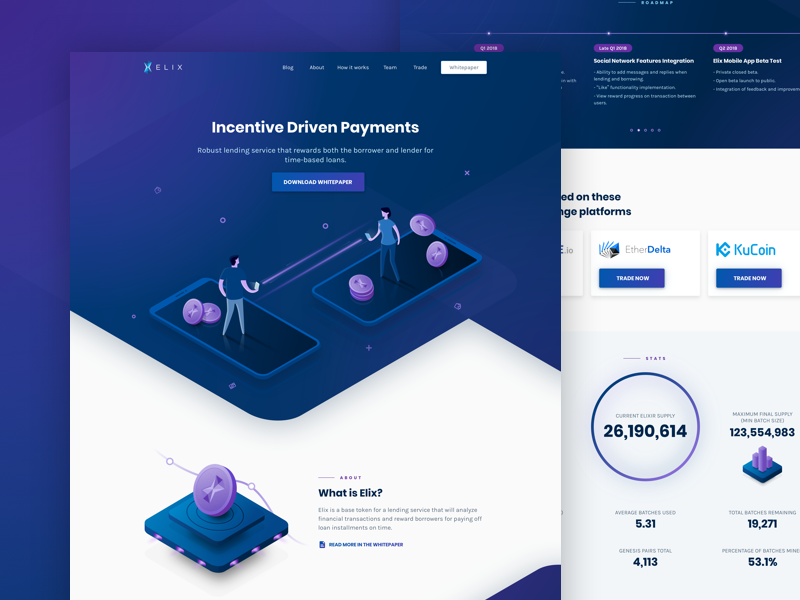 ELIX
Blog
About
How it works
Team
Trade
Whitepaper
Incentive Driven Payments
Robust lending service that rewards both the borrower and lender for
time-based loans.
DOWNLOAD WHITEPAPER
ABOUT
What is Elix?
Elix is a base token for a lending service that will analyze
financial transactions and reward borrowers for paying off
loan installments on time.
READ MORE IN THE WHITEPAPER
ROADMAP
Q1 2018
Late Q1 2018
Social Network Features Integration
- Ability to add messages and replies when
lending and borrowing.
- "Like" functionality implementation.
- View reward progress on transaction between
users.
Q2 2018
Elix Mobile App Beta Test
- Private closed beta.
- Open beta launch to public.
- Integration of feedback and improvem
ed on these
nge platforms
E.io
EtherDelta
TRADE NOW
KuCoin
TRADE NOW
STATS
CURRENT ELIXIR SUPPLY
26,190,614
MAXIMUM FINAL SUPPLY
(MIN BATCH SIZE)
123,554,983
AVERAGE BATCHES USED
5.31
TOTAL BATCHES REMAINING
19,271
GENESIS PAIRS TOTAL
4,113
PERCENTAGE OF BATCHES MINE
53.1%